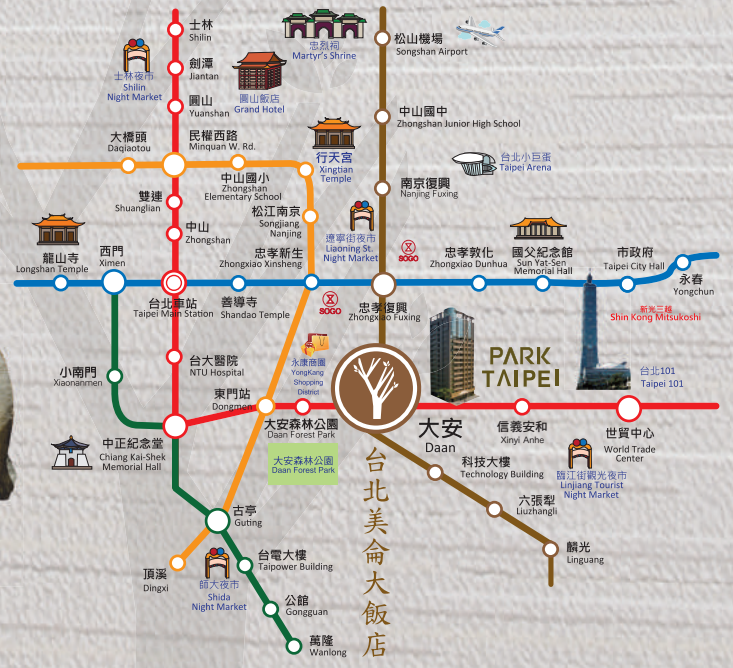 士林
Shilin
忠烈祠
Martyr's Shrine
松山機場
Songshan Airport
劍潭
Jiantan
士林夜市
Shilin
Night Market
圓山飯店
Grand Hotel
圓山
Yuanshan
中山國中
Zhongshan Junior High School
大橋頭
Daqiaotou
民權西路
Minquan W. Rd.
行天宮
Xingtian
Temple
台北小巨蛋
Taipei Arena
中山國小
Zhongshan
Elementary School
南京復興
Nanjing Fuxing
雙連
Shuanglian
松江南京
Songjiang
Nanjing
中山
Zhongshan
遼寧街夜市
Liaoning St.
Night Market
SOGO
龍山寺
Longshan Temple
西門
Ximen
忠孝新生
Zhongxiao Xinsheng
忠孝敦化
Zhongxiao Dunhua
國父紀念館
Sun Yat-Sen
Memorial Hall
市政府
Taipei City Hall
永春
Yongchun
台北車站
Taipei Main Station
善導寺
Shandao Temple
SOGO
忠孝復興
Zhongxiao Fuxing
新光三越
Shin Kong Mitsukoshi
小南門
Xiaonanmen
台大醫院
NTU Hospital
永康商圈
YongKang
Shopping
District
PARK
TAIPEI
台北101
Taipei 101
東門站
Dongmen
大安森林公園
Daan Forest Park
大安
Daan
信義安和
Xinyi Anhe
世貿中心
World Trade
Center
中正紀念堂
Chiang Kai-Shek
Memorial Hall
大安森林公園
Daan Forest Park
台北美侖大飯店
科技大樓
Technology Building
臨江街觀光夜市
Linjiang Tourist
Night Market
六張犁
Liuzhangli
古亭
Guting
麟光
Linguang
頂溪
Dingxi
師大夜市
Shida
Night Market
台電大樓
Taipower Building
公館
Gongguan
萬隆
Wanlong